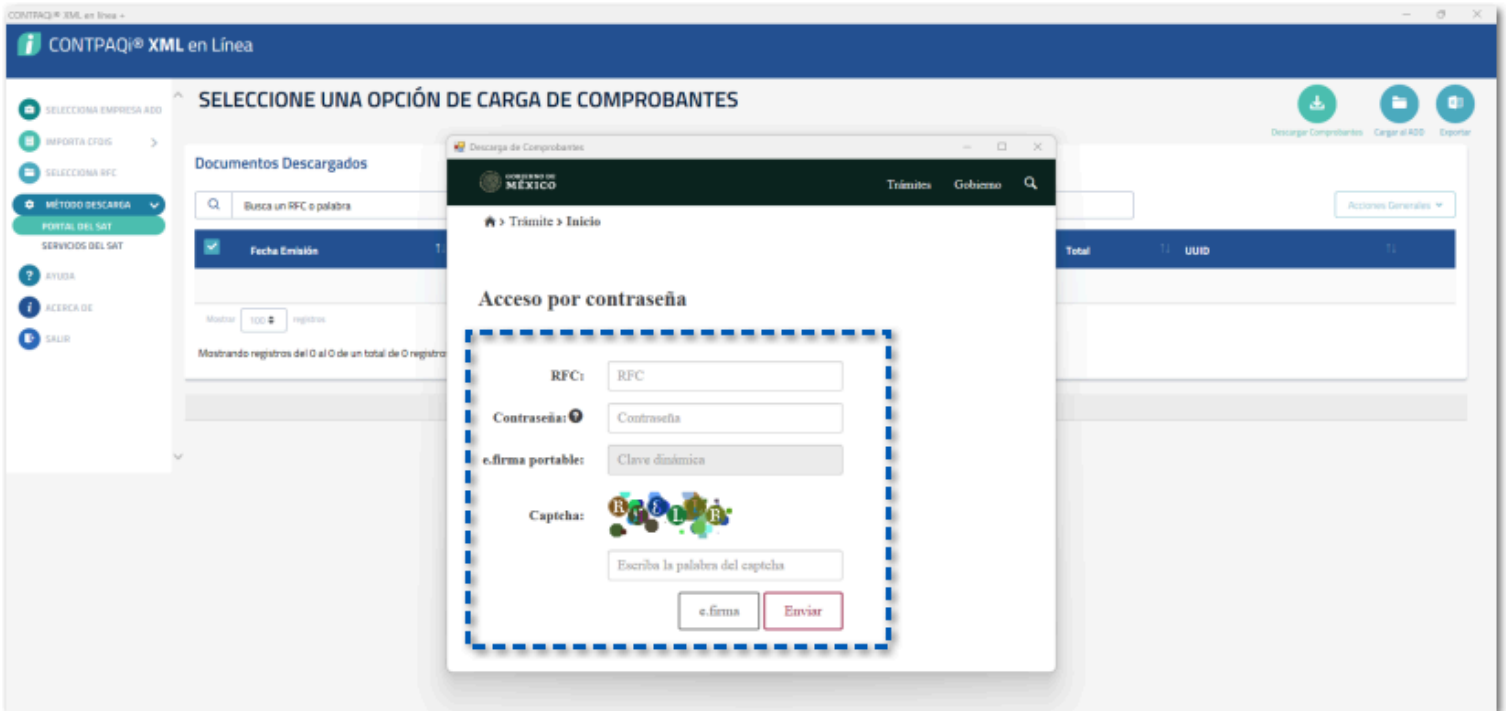 CONTPAQi® XML en línea +
CONTPAQi® XML en Línea
SELECCIONA EMPRESA ADD
IMPORTA CFDIS
SELECCIONA RFC
MÉTODO DESCARGA
PORTAL DEL SAT
SERVICIOS DEL SAT
AYUDA
ACERCA DE
SALIR
SELECCIONE UNA OPCIÓN DE CARGA DE COMPROBANTES
Descargar Comprobantes Cargar al ADD Exportar
Documentos Descargados
Busca un RFC o palabra
Acciones Generales
Fecha Emisión Total UUID
Mostrar 100 registros
Mostrando registros del 0 al 0 de un total de 0 registro
Descarga de Comprobantes
GOBIERNO DE
MÉXICO
Trámites Gobierno
> Trámite > Inicio
Acceso por contraseña
RFC: RFC
Contraseña: Contraseña
e.firma portable: Clave dinámica
Captcha:
Escriba la palabra del captcha
e.firma Enviar